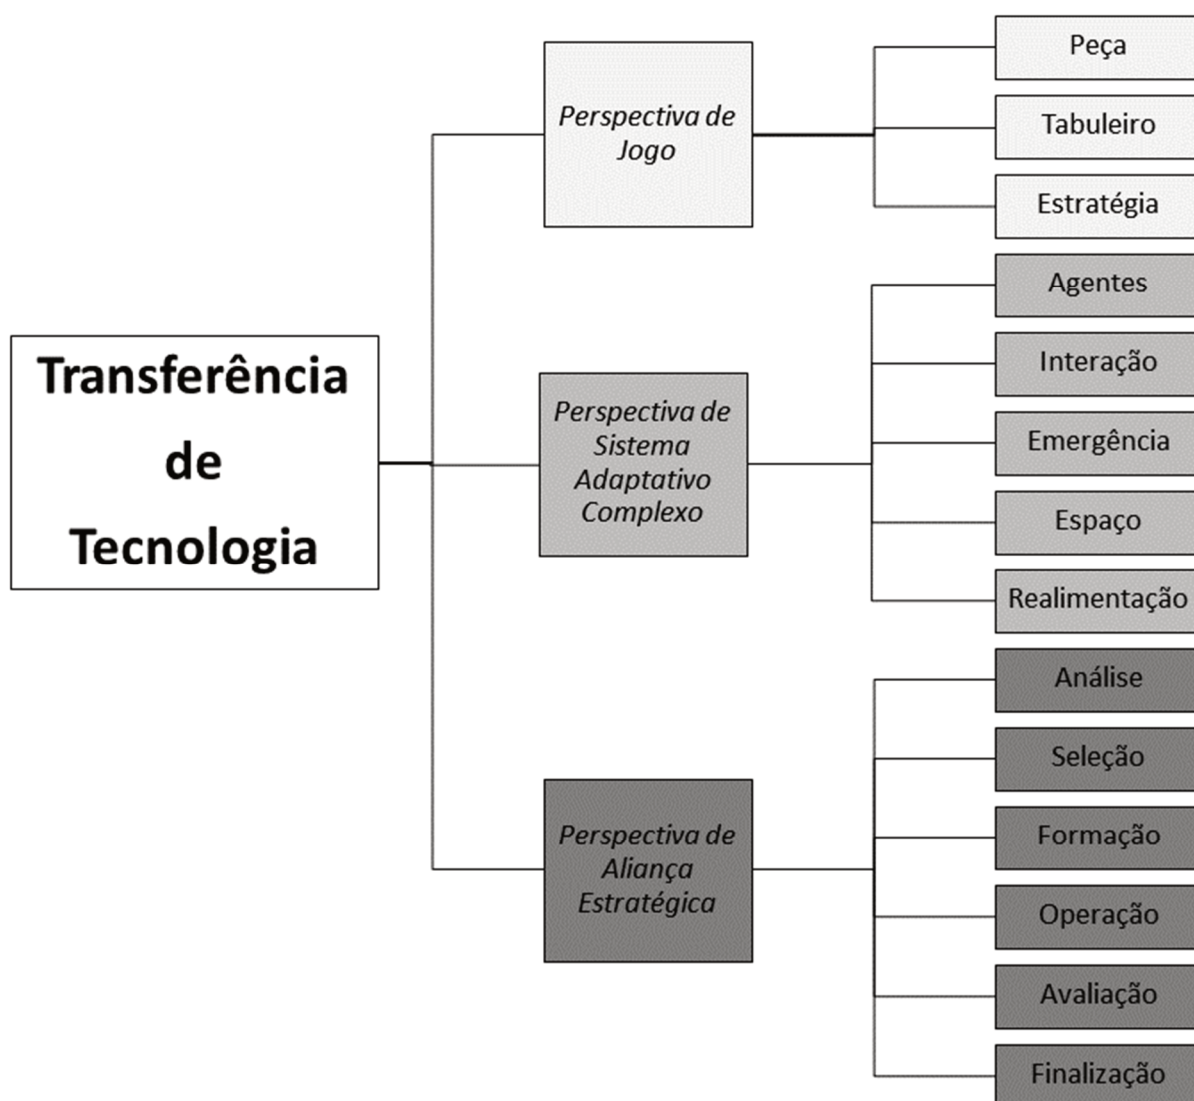 Transferência
de
Tecnologia
Perspectiva de
Jogo
Peça
Tabuleiro
Estratégia
Perspectiva de
Sistema
Adaptativo
Complexo
Agentes
Interação
Emergência
Espaço
Realimentação
Perspectiva de
Aliança
Estratégica
Análise
Seleção
Formação
Operação
Avaliação
Finalização